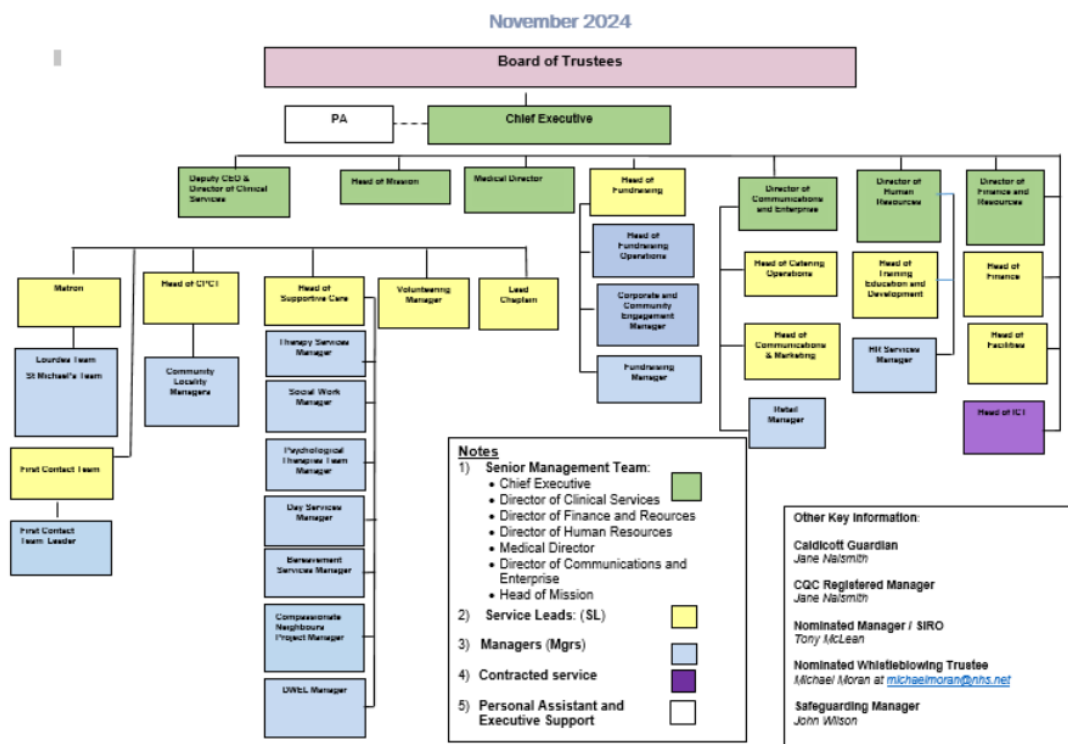 November 2024
Board of Trustees
PA
Chief Executive
Deputy CEO &
Director of Clinical
Services
Head of Mission
Medical Director
Head of
Fundraising
Director of
Communications
and Enterprise
Director of
Human
Resources
Director of
Finance and
Resources
Head of
Fundraising
Operations
Head of Catering
Operations
Head of
Training
Education and
Development
Head of
Finance
Matron
Head of CPCT
Head of
Supportive Care
Volunteering
Manager
Lead
Chaplain
Corporate and
Community
Engagement
Manager
Head of
Communications
& Marketing
HR Services
Manager
Head of
Facilities
Lourdes Team
St Michael's Team
Community
Locality
Managers
Therapy Services
Manager
Fundraising
Manager
Social Work
Manager
Retail
Manager
Head of ICT
First Contact Team
Psychological
Therapies Team
Manager
First Contact
Team Leader
Day Services
Manager
Bereavement
Services Manager
Compassionate
Neighbours
Project Manager
DWEL Manager
Notes
1) Senior Management Team:
• Chief Executive
• Director of Clinical Services
• Director of Finance and Reources
• Director of Human Resources
• Medical Director
• Director of Communications and
Enterprise
• Head of Mission
2) Service Leads: (SL)
3) Managers (Mgrs)
4) Contracted service
5) Personal Assistant and
Executive Support
Other Key Information:
Caldicott Guardian
Jane Naismith
CQC Registered Manager
Jane Naismith
Nominated Manager / SIRO
Tony McLean
Nominated Whistleblowing Trustee
Michael Moran at michaelmoran@nhs.net
Safeguarding Manager
John Wilson